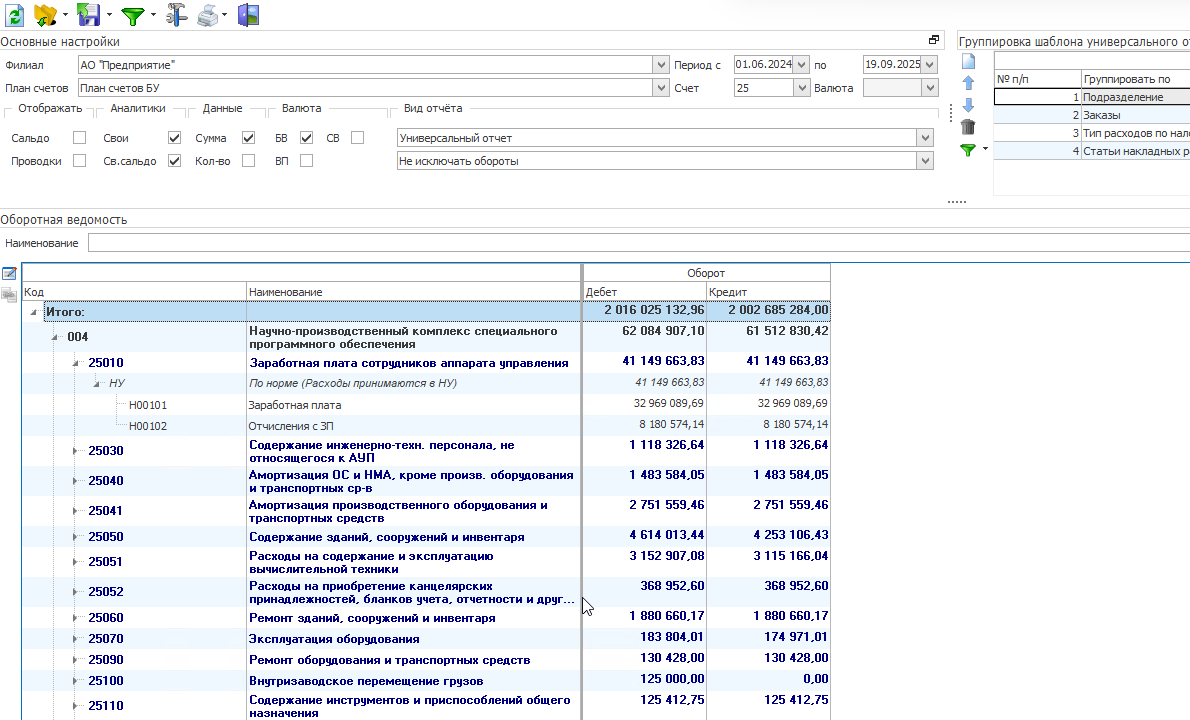 Основные настройки
Группировка шаблона универсального о
Филиал АО "Предприятие" Период с 01.06.2024 по 19.09.2025
План счетов План счетов БУ Счет 25 Валюта
Отображать Аналитики Данные Валюта Вид отчёта
Сальдо Свои Сумма БВ СВ Универсальный отчет
Проводки Св.сальдо Кол-во ВП Не исключать обороты
№ п/п Группировать по
1 Подразделение
2 Заказы
3 Тип расходов по нало
4 Статьи накладных р
Оборотная ведомость
Наименование
Оборот
Код Наименование Дебет Кредит
Итого: 2 016 025 132,96 2 002 685 284,00
004 Научно-производственный комплекс специального 62 084 907,10 61 512 830,42
программного обеспечения
25010 Заработная плата сотрудников аппарата управления 41 149 663,83 41 149 663,83
НУ По норме (Расходы принимаются в НУ) 41 149 663,83 41 149 663,83
Н00101 Заработная плата 32 969 089,69 32 969 089,69
Н00102 Отчисления с ЗП 8 180 574,14 8 180 574,14
25030 Содержание инженерно-техн. персонала, не 1 118 326,64 1 118 326,64
относящегося к АУП
25040 Амортизация ОС и НМА, кроме произв. оборудования 1 483 584,05 1 483 584,05
и транспортных ср-в
25041 Амортизация производственного оборудования и 2 751 559,46 2 751 559,46
транспортных средств
25050 Содержание зданий, сооружений и инвентаря 4 614 013,44 4 253 106,43
25051 Расходы на содержание и эксплуатацию 3 152 907,08 3 115 166,04
вычислительной техники
25052 Расходы на приобретение канцелярских 368 952,60 368 952,60
принадлежностей, бланков учета, отчетности и друг...
25060 Ремонт зданий, сооружений и инвентаря 1 880 660,17 1 880 660,17
25070 Эксплуатация оборудования 183 804,01 174 971,01
25090 Ремонт оборудования и транспортных средств 130 428,00 130 428,00
25100 Внутризаводское перемещение грузов 125 000,00 0,00
25110 Содержание инструментов и приспособлений общего 125 412,75 125 412,75
назначения